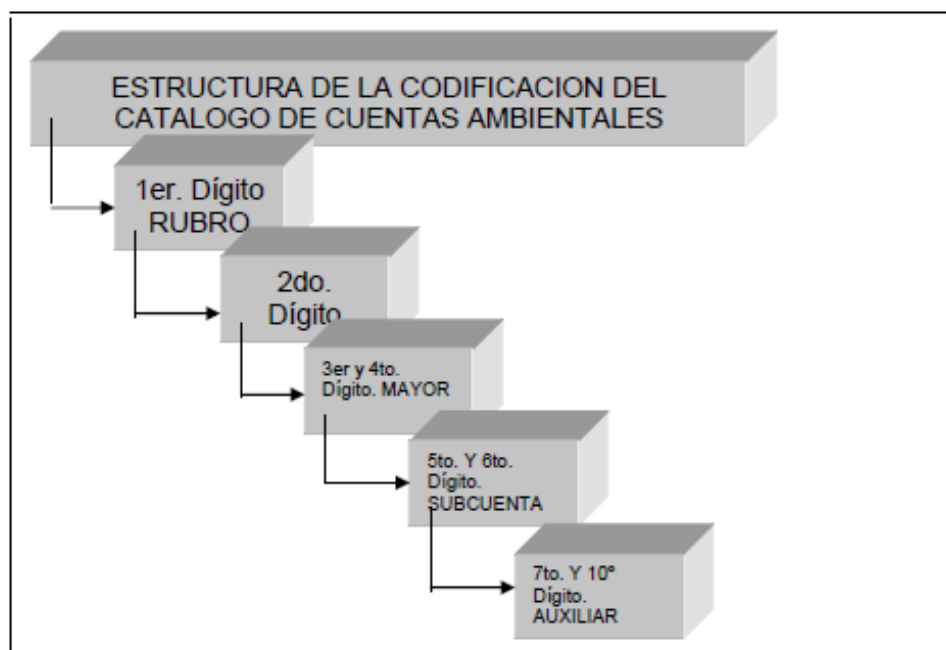 ESTRUCTURA DE LA CODIFICACION DEL
CATALOGO DE CUENTAS AMBIENTALES
1er. Dígito
RUBRO
2do.
Dígito
3er y 4to.
Dígito. MAYOR
5to. Y 6to.
Dígito.
SUBCUENTA
7to. Y 10º
Dígito.
AUXILIAR